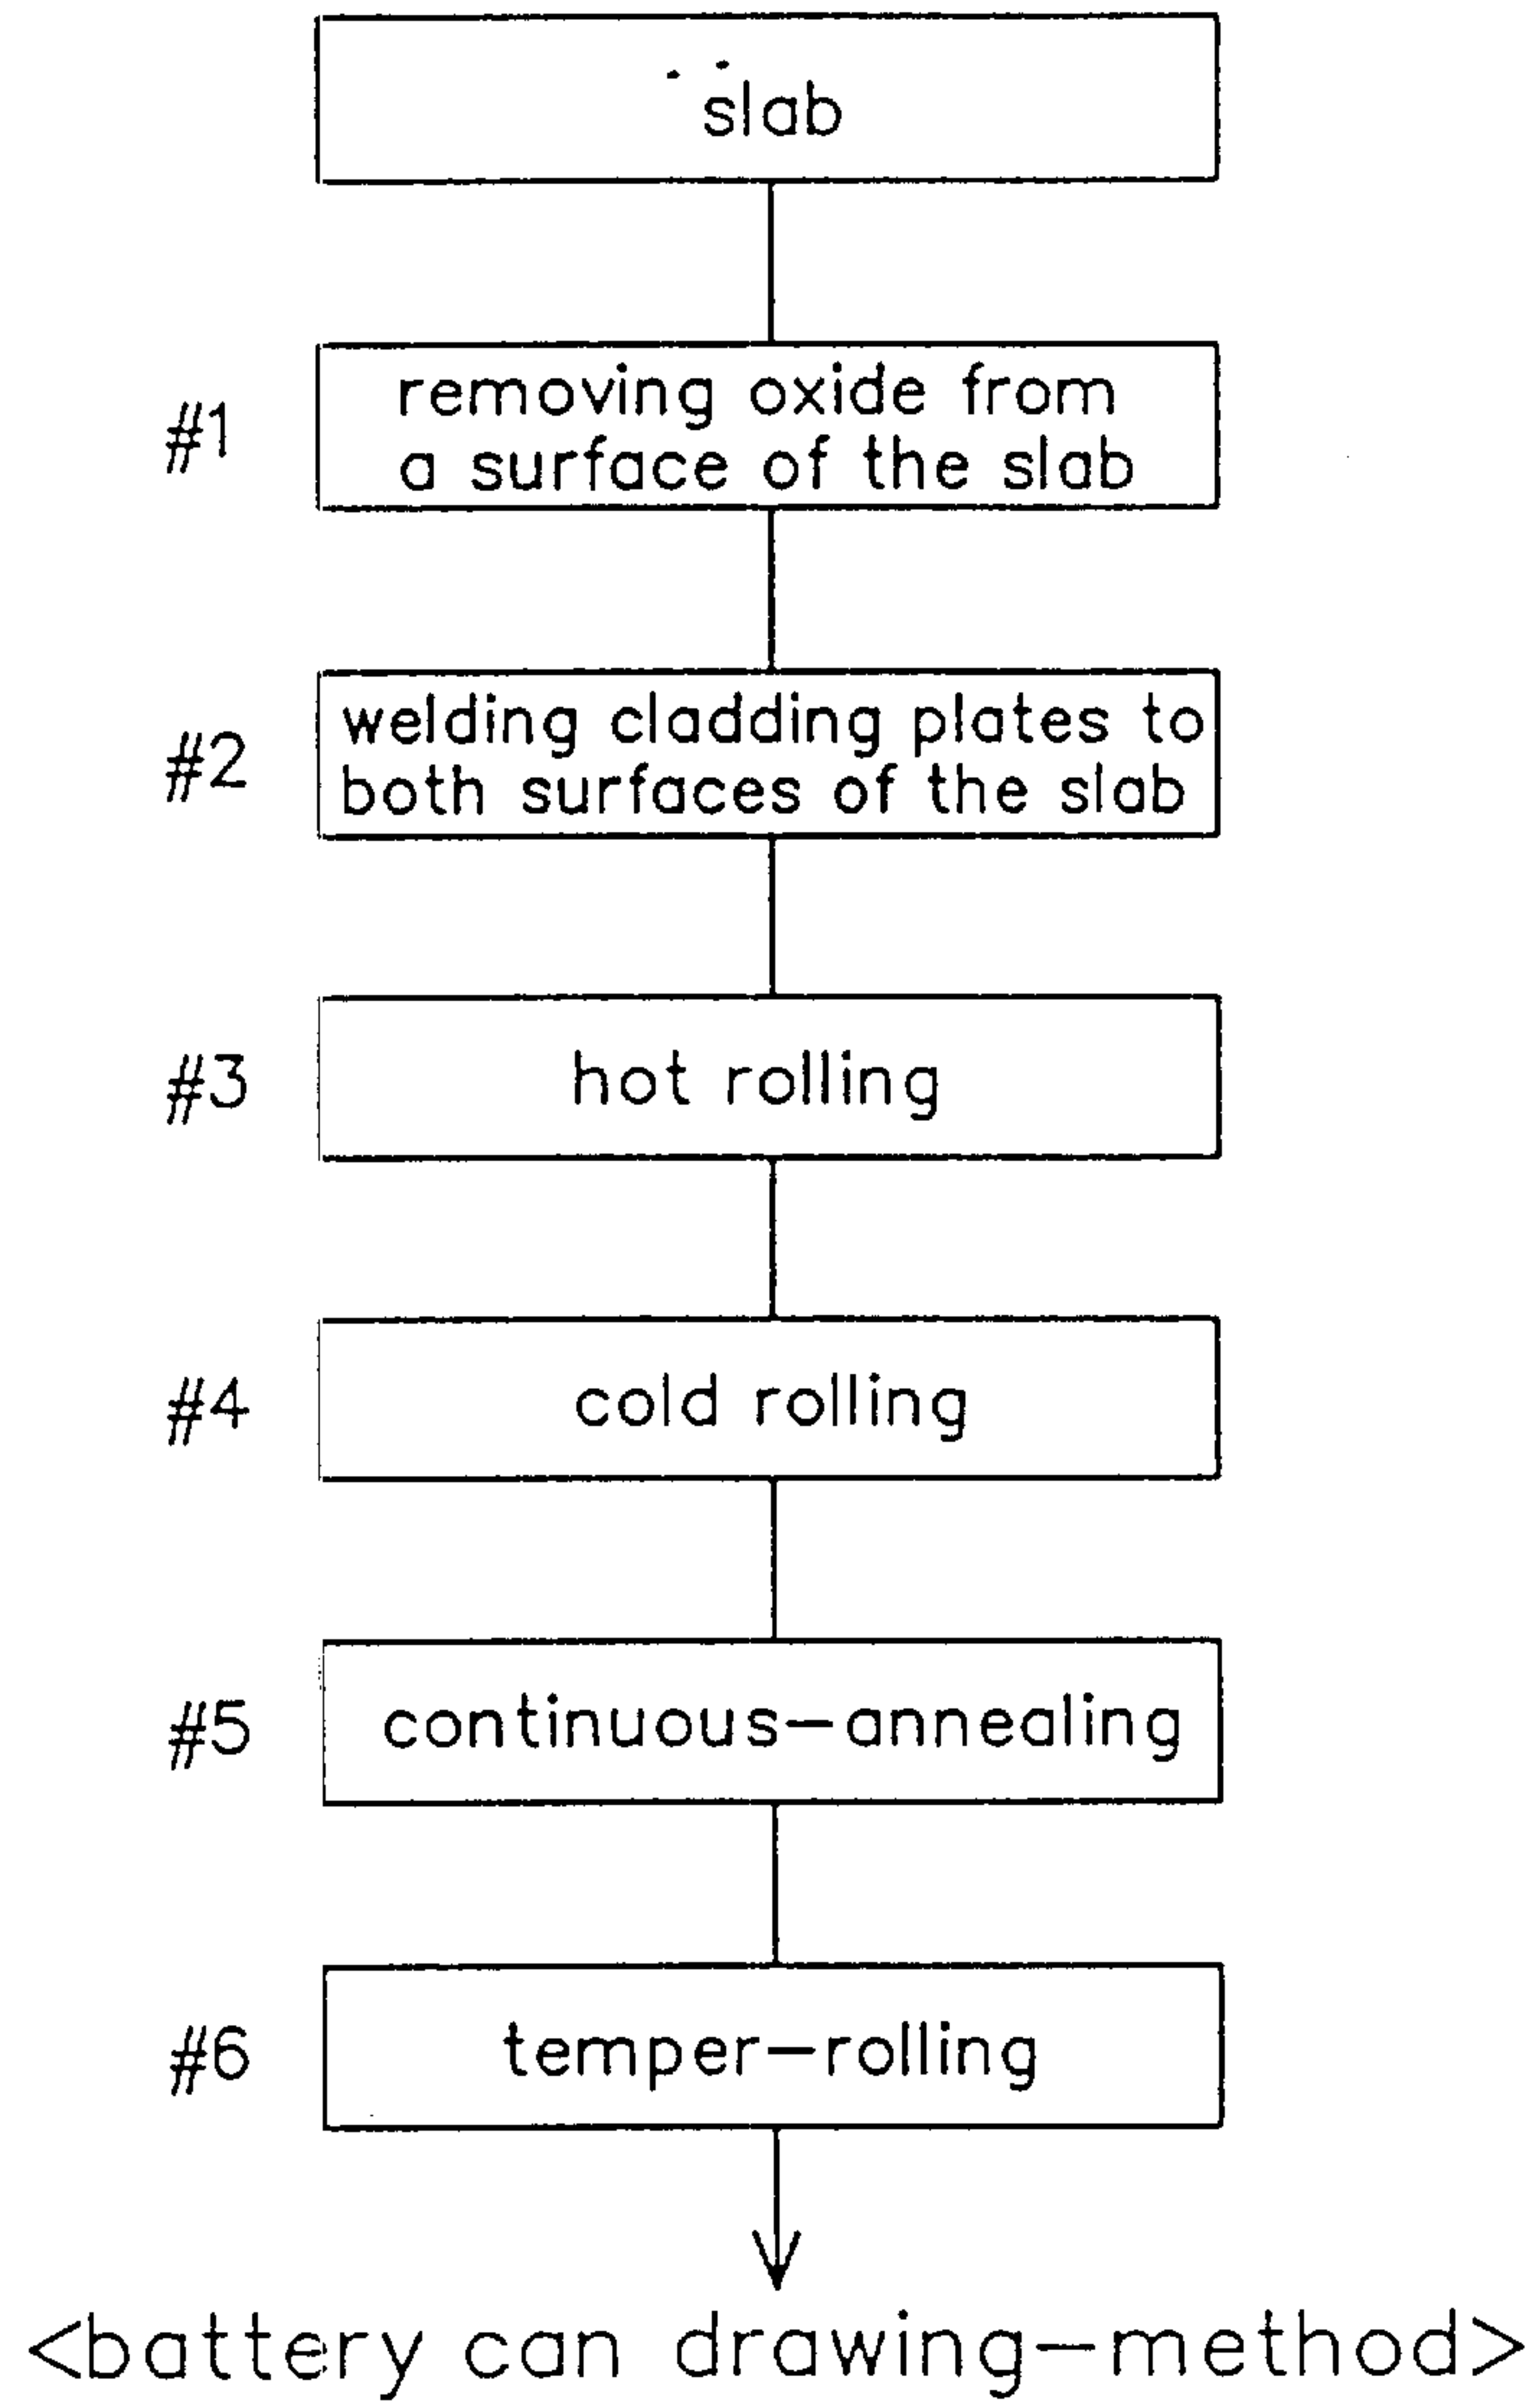 slab
#1
removing oxide from
a surface of the slab
#2
welding cladding plates to
both surfaces of the slab
#3
hot rolling
#4
cold rolling
#5
continuous-annealing
#6
temper-rolling
<battery can drawing-method>